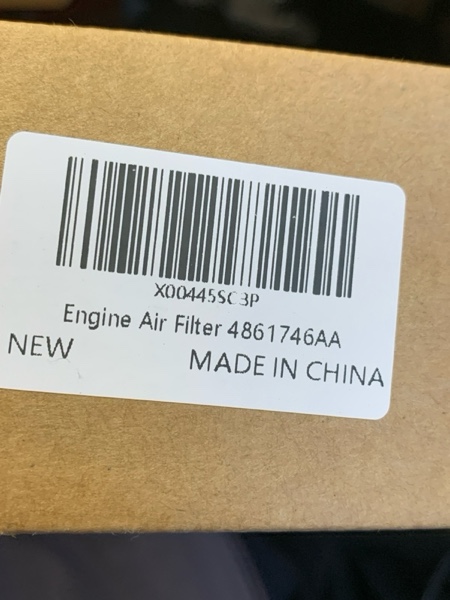 X00445SC3P
Engine Air Filter 4861746AA
NEW MADE IN CHINA